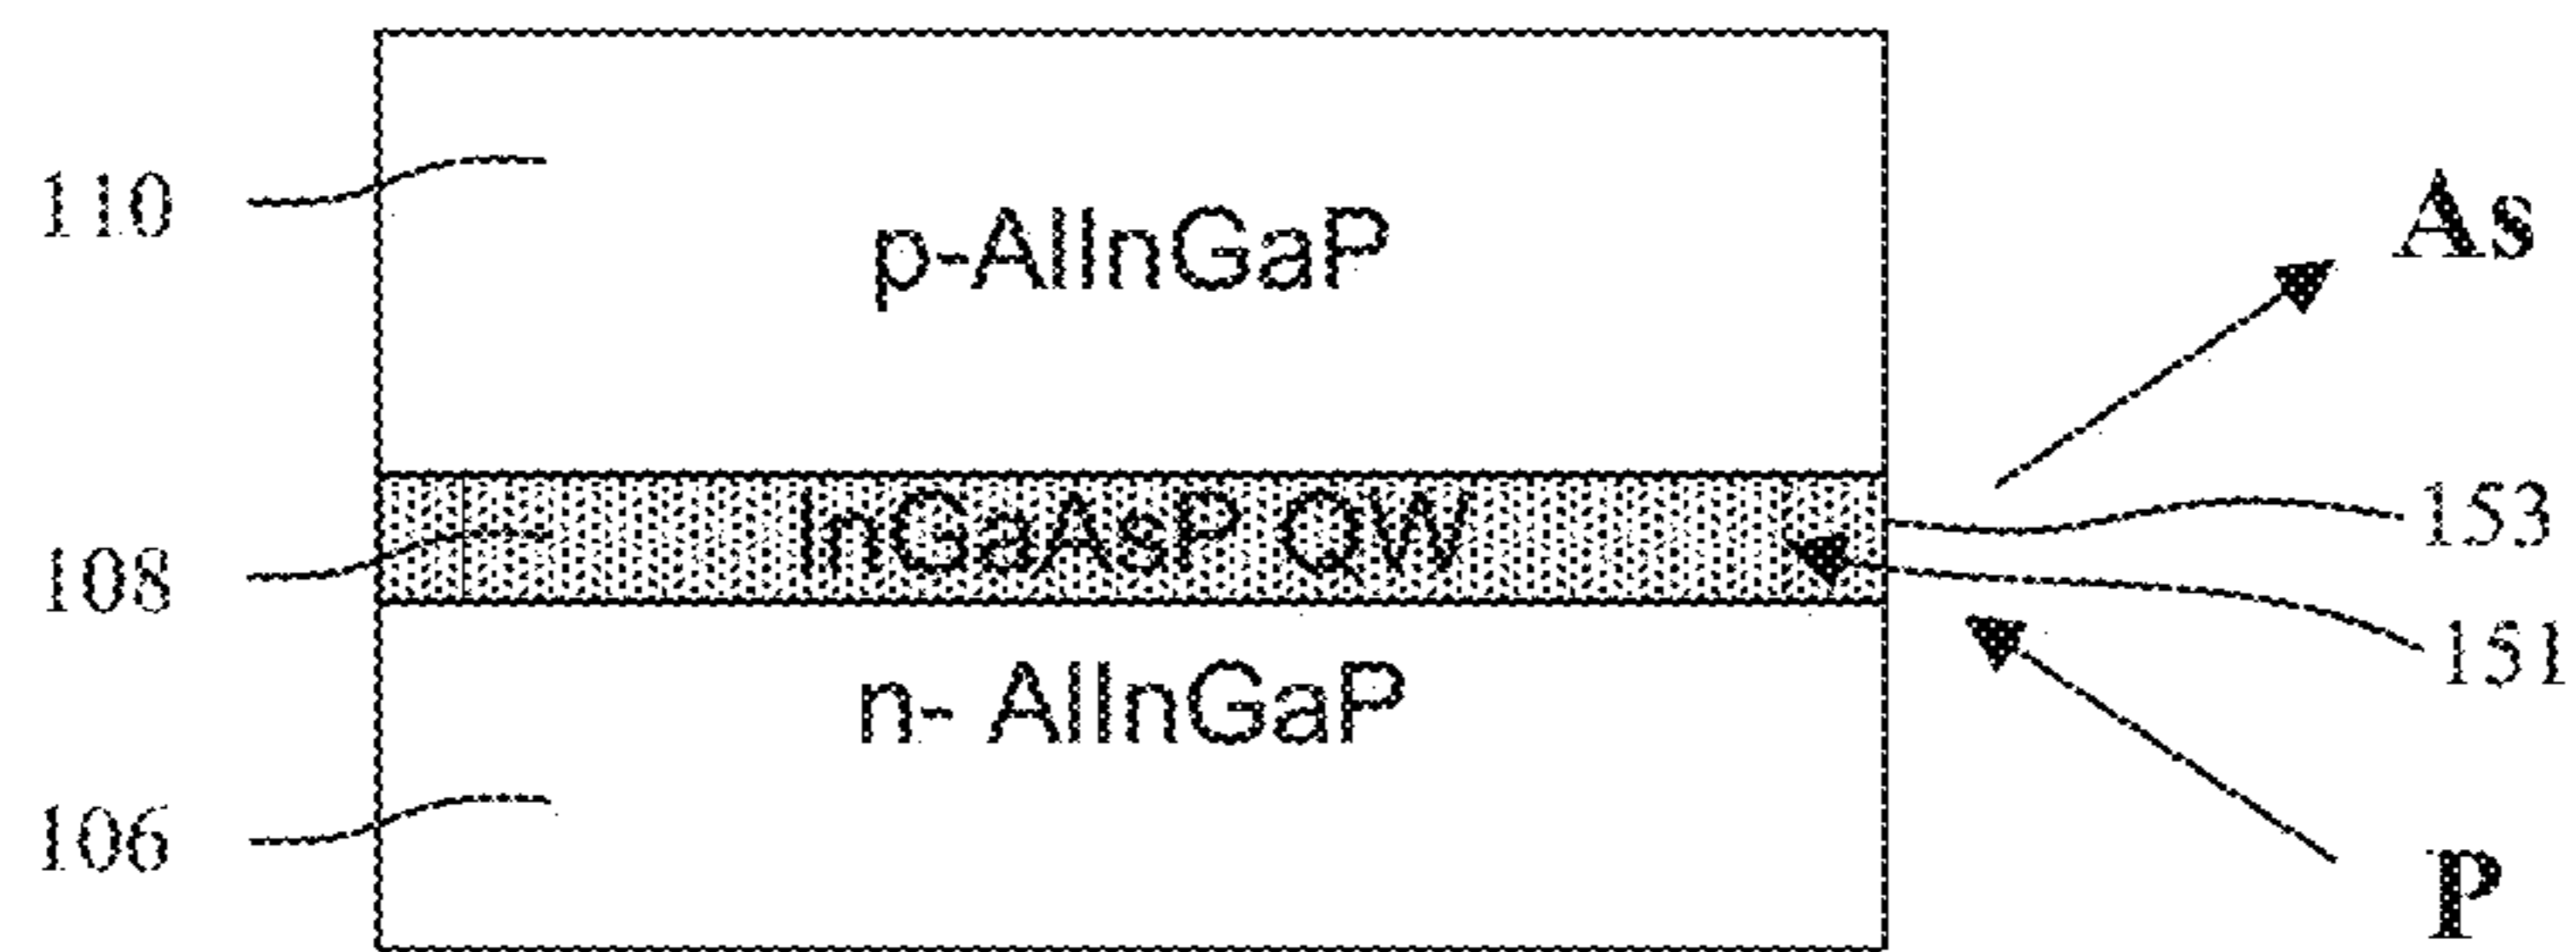 110
p-AlInGaP
As
InGaAsP QW
153
108
151
n- AlInGaP
106
P